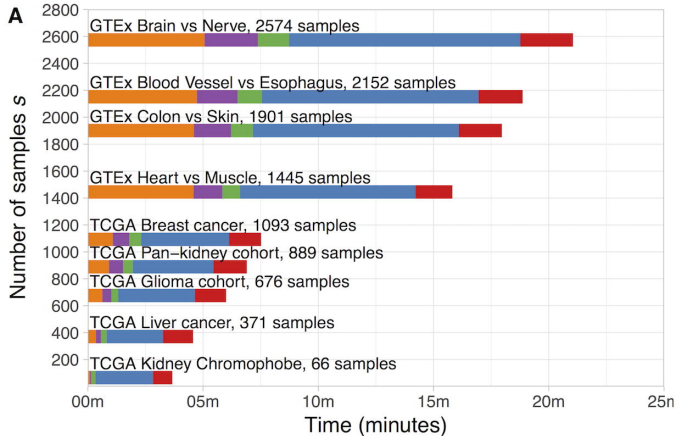 A
2800
GTEx Brain vs Nerve, 2574 samples
2600
2400
GTEx Blood Vessel vs Esophagus, 2152 samples
2200
2000
GTEx Colon vs Skin, 1901 samples
1800
1600
GTEx Heart vs Muscle, 1445 samples
1400
1200
TCGA Breast cancer, 1093 samples
1000
TCGA Pan−kidney cohort, 889 samples
800
TCGA Glioma cohort, 676 samples
600
TCGA Liver cancer, 371 samples
400
TCGA Kidney Chromophobe, 66 samples
200
Number of samples s
00m 05m 10m 15m 20m 25m
Time (minutes)